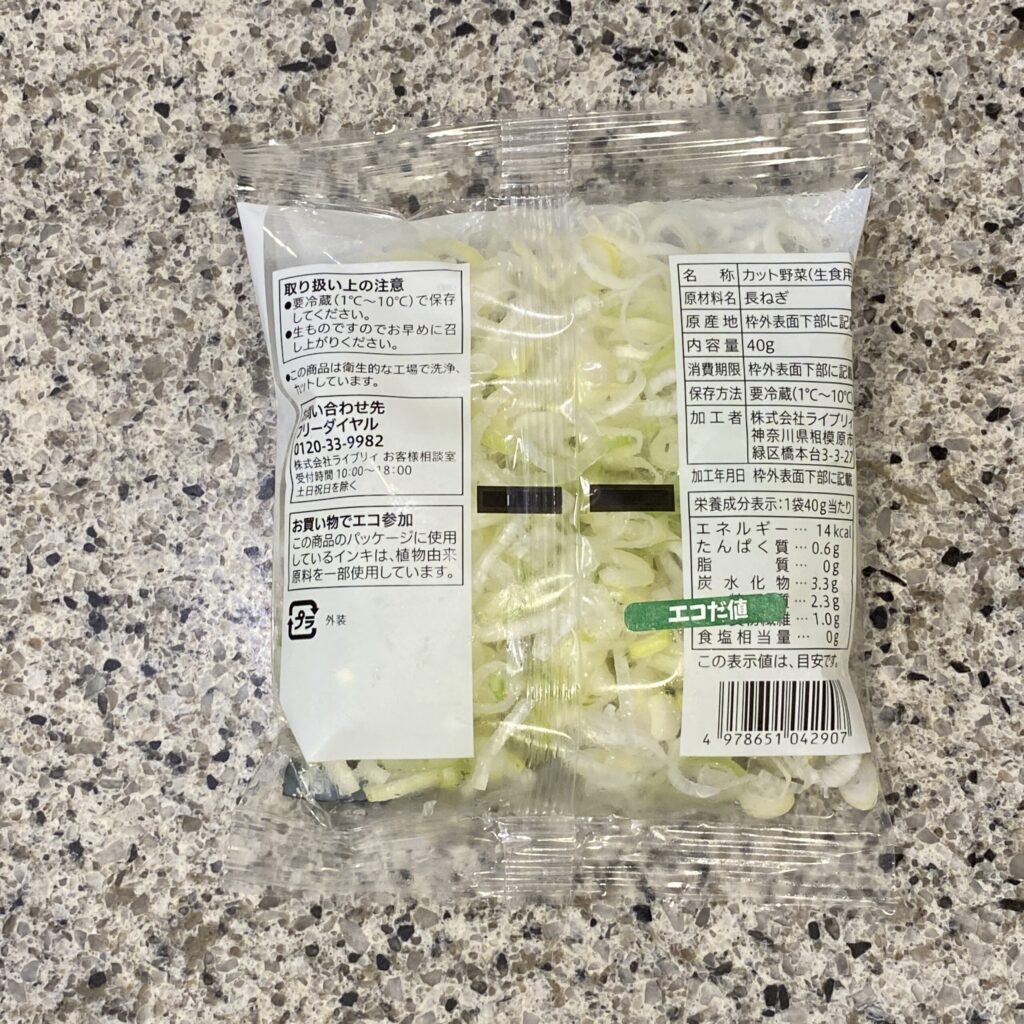 取り扱い上の注意
●要冷蔵(1℃～10℃)で保存
してください。
●生ものですのでお早めに召
し上がりください。
●この商品は衛生的な工場で洗浄、
カットしています。
問い合わせ先
フリーダイヤル
0120-33-9982
株式会社ライブリィ お客様相談室
受付時間 10:00～18:00
土日祝日を除く
お買い物でエコ参加
この商品のパッケージに使用
しているインキは、植物由来
原料を一部使用しています。
プラ 外装
名称 カット野菜(生食用
原材料名 長ねぎ
原産地 枠外表面下部に記
内容量 40g
消費期限 枠外表面下部に記載
保存方法 要冷蔵(1℃～10℃
加工者 株式会社ライブリィ
神奈川県相模原市
緑区橋本台3-3-27
加工年月日 枠外表面下部に記載
栄養成分表示:1袋40g当たり
エネルギー… 14kcal
たんぱく質… 0.6g
脂質… 0g
炭水化物… 3.3g
質… 2.3g
維… 1.0g
食塩相当量… 0g
この表示値は、目安です。
エコだ値
4 978651 042907